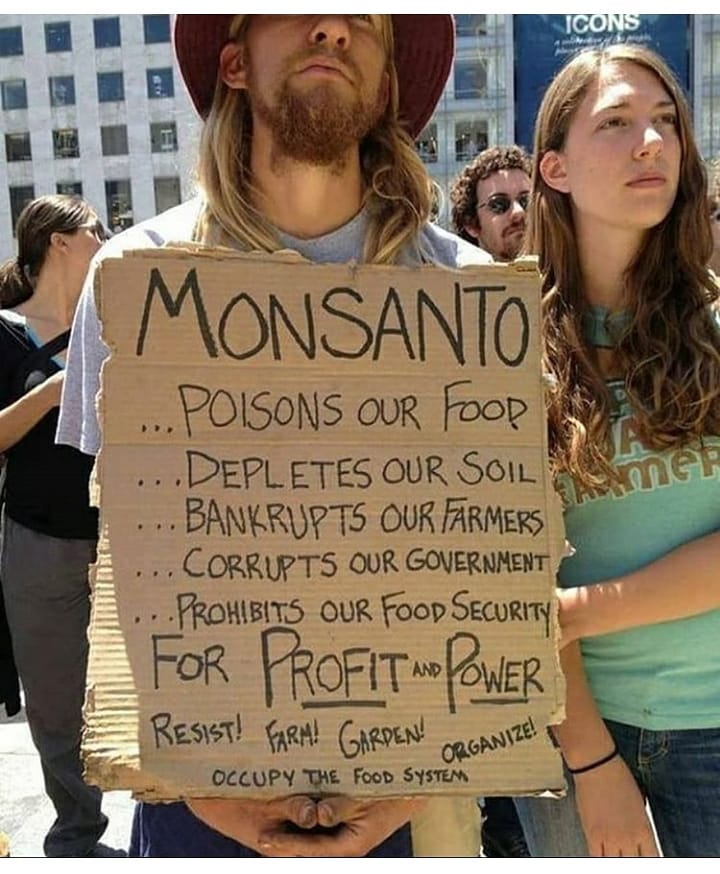 ICONS
MONSANTO
...POISONS OUR FOOD
...DEPLETES OUR SOIL
...BANKRUPTS OUR FARMERS
...CORRUPTS OUR GOVERNMENT
...PROHIBITS OUR FOOD SECURITY
FOR PROFIT AND POWER
RESIST! FARM! GARDEN! ORGANIZE!
OCCUPY THE FOOD SYSTEM